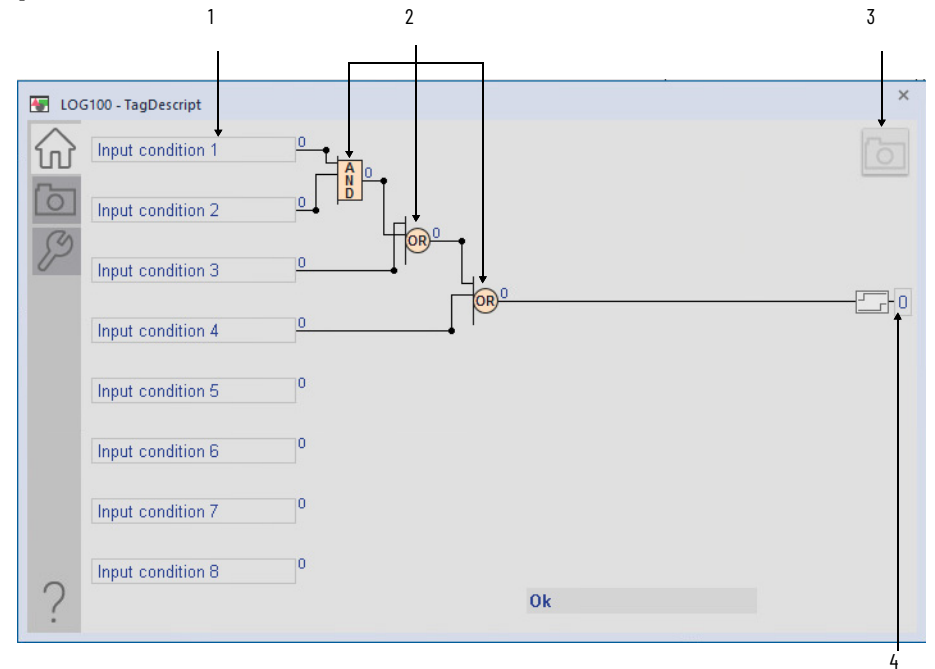 1 2 3
LOG100 - TagDescript ×
Input condition 1 0
AND 0
Input condition 2 0
OR 0
Input condition 3 0
OR 0
0
Input condition 4 0
Input condition 5 0
Input condition 6 0
Input condition 7 0
Input condition 8 0
?
Ok
4